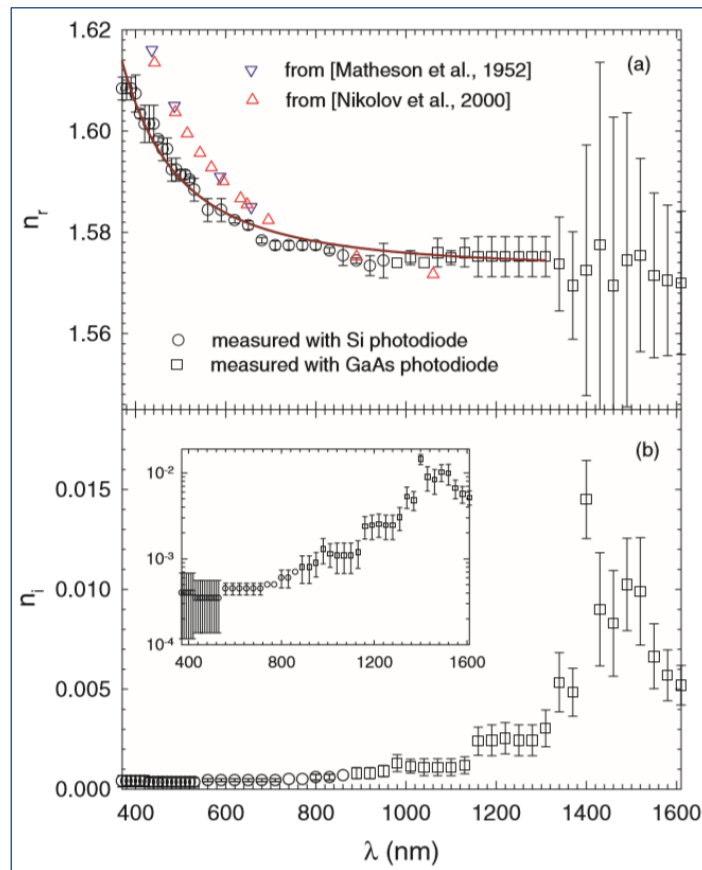 1.62
from [Matheson et al., 1952]
(a)
from [Nikolov et al., 2000]
1.60
n_r
1.58
1.56
measured with Si photodiode
measured with GaAs photodiode
(b)
0.015
10⁻²
n_i
0.010
10⁻³
0.005
10⁻⁴
400 800 1200 1600
0.000
400 600 800 1000 1200 1400 1600
λ (nm)